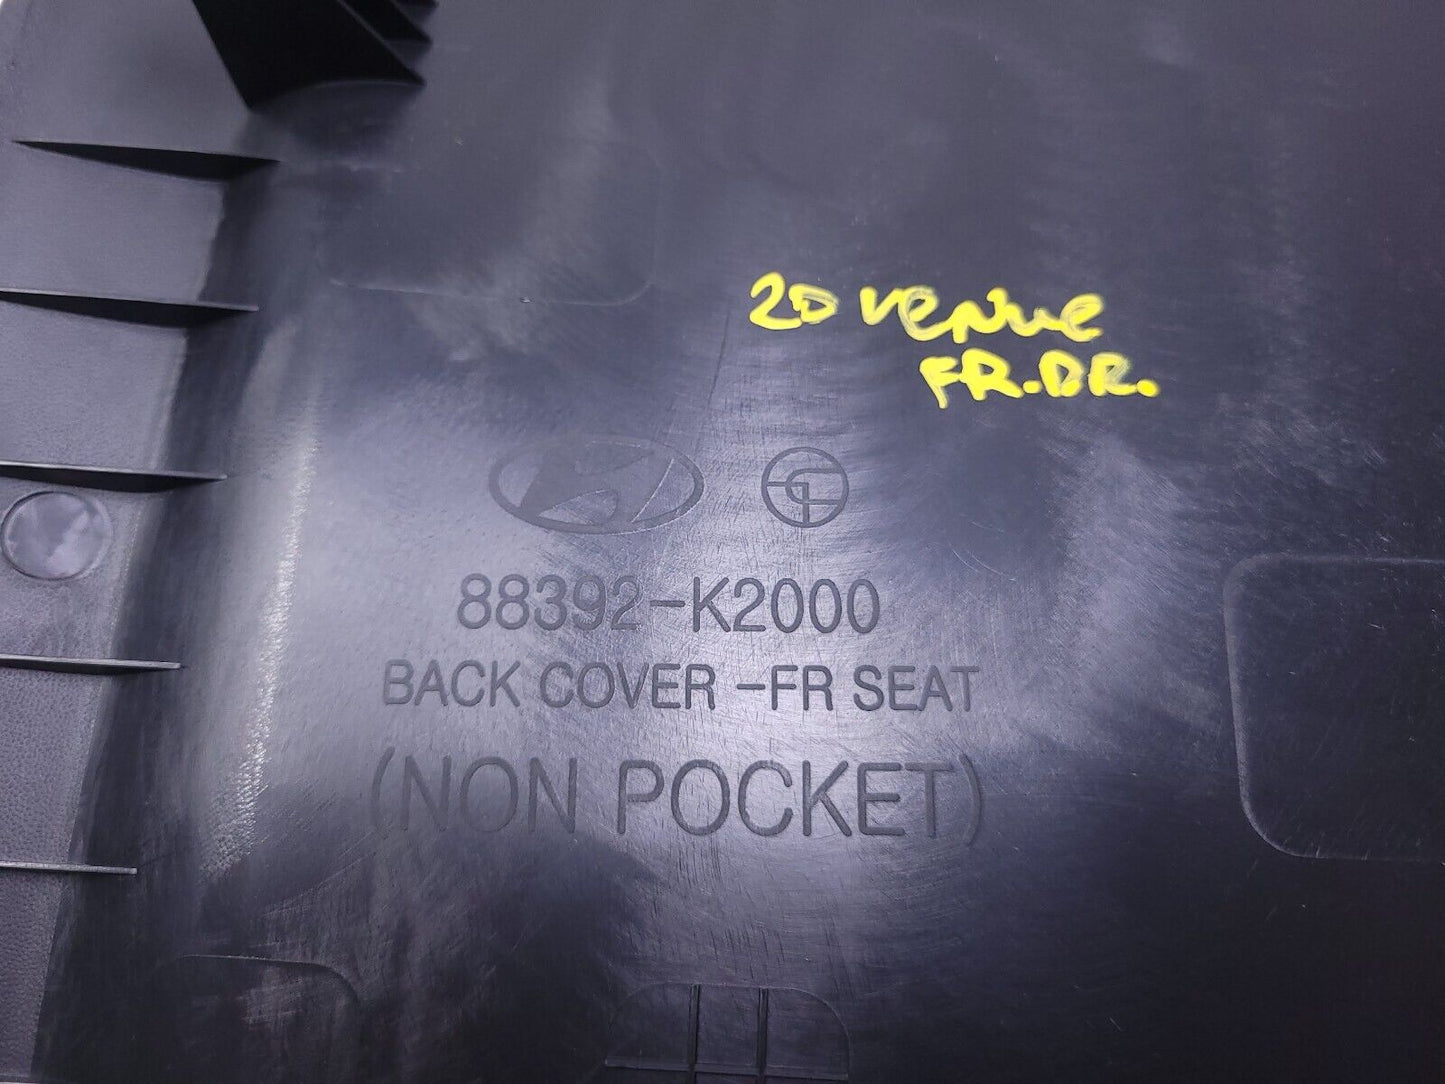 20 Venue
FR.DR.
88392-K2000
BACK COVER -FR SEAT
(NON POCKET)